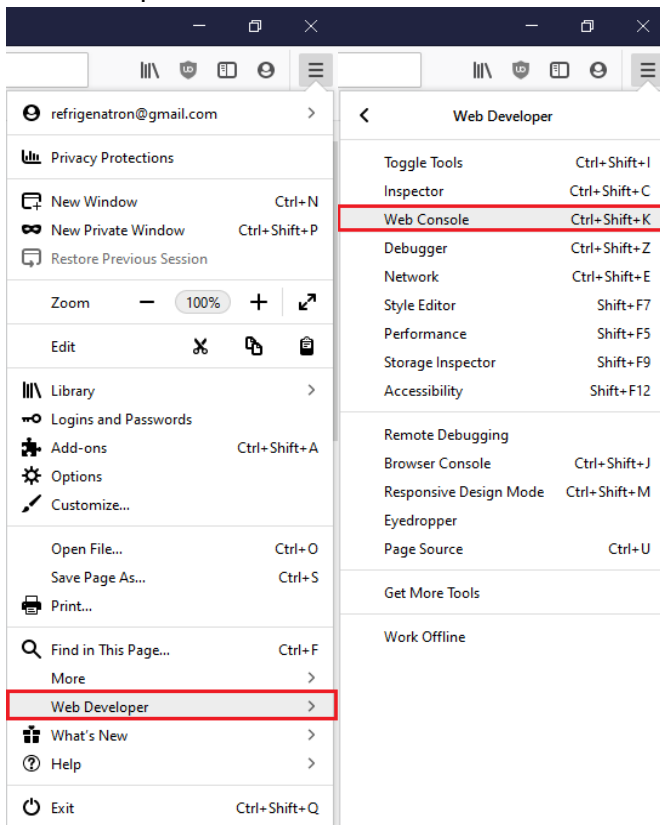 refrigenatron@gmail.com
Privacy Protections
New Window Ctrl+N
New Private Window Ctrl+Shift+P
Restore Previous Session
Zoom 100%
Edit
Library
Logins and Passwords
Add-ons Ctrl+Shift+A
Options
Customize...
Open File... Ctrl+O
Save Page As... Ctrl+S
Print...
Find in This Page... Ctrl+F
More
Web Developer
What's New
Help
Exit Ctrl+Shift+Q
Web Developer
Toggle Tools Ctrl+Shift+I
Inspector Ctrl+Shift+C
Web Console Ctrl+Shift+K
Debugger Ctrl+Shift+Z
Network Ctrl+Shift+E
Style Editor Shift+F7
Performance Shift+F5
Storage Inspector Shift+F9
Accessibility Shift+F12
Remote Debugging
Browser Console Ctrl+Shift+J
Responsive Design Mode Ctrl+Shift+M
Eyedropper
Page Source Ctrl+U
Get More Tools
Work Offline